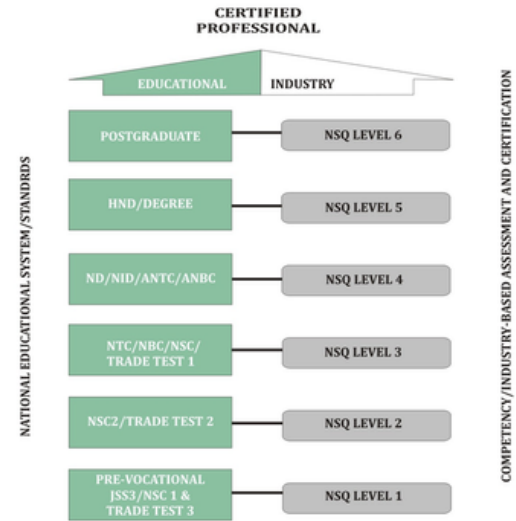 CERTIFIED
PROFESSIONAL
EDUCATIONAL
INDUSTRY
POSTGRADUATE
NSQ LEVEL 6
HND/DEGREE
NSQ LEVEL 5
ND/NID/ANTC/ANBC
NSQ LEVEL 4
NTC/NBC/NSC/
TRADE TEST 1
NSQ LEVEL 3
NSC2/TRADE TEST 2
NSQ LEVEL 2
PRE-VOCATIONAL
JSS3/NSC 1 &
TRADE TEST 3
NSQ LEVEL 1
NATIONAL EDUCATIONAL SYSTEM/STANDRDS
COMPETENCY/INDUSTRY-BASED ASSESSMENT AND CERTIFICATION